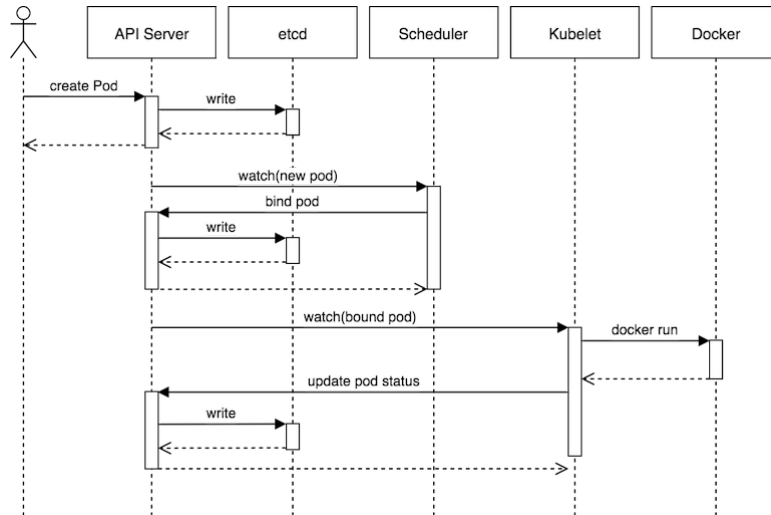 API Server
etcd
Scheduler
Kubelet
Docker
create Pod
write
watch(new pod)
bind pod
write
watch(bound pod)
docker run
update pod status
write